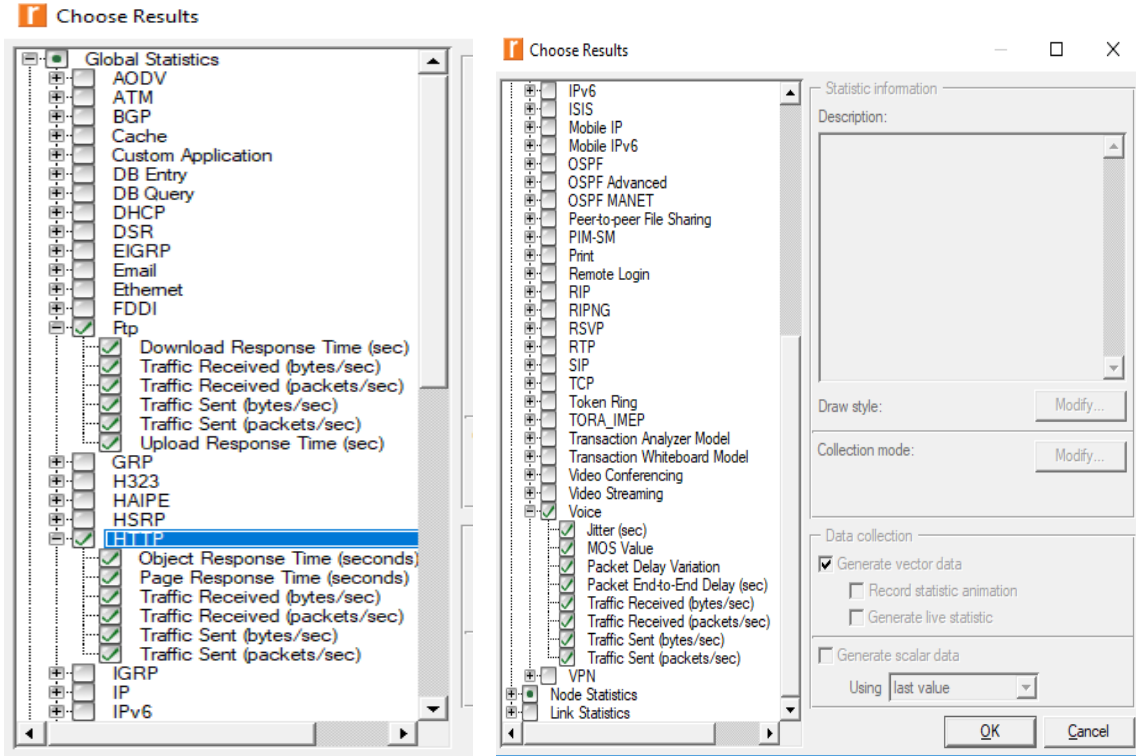 Choose Results
Global Statistics
AODV
ATM
BGP
Cache
Custom Application
DB Entry
DB Query
DHCP
DSR
EIGRP
Email
Ethernet
FDDI
Ftp
Download Response Time (sec)
Traffic Received (bytes/sec)
Traffic Received (packets/sec)
Traffic Sent (bytes/sec)
Traffic Sent (packets/sec)
Upload Response Time (sec)
GRP
H323
HAIPE
HSRP
HTTP
Object Response Time (seconds)
Page Response Time (seconds)
Traffic Received (bytes/sec)
Traffic Received (packets/sec)
Traffic Sent (bytes/sec)
Traffic Sent (packets/sec)
IGRP
IP
IPv6
Choose Results
IPv6
ISIS
Mobile IP
Mobile IPv6
OSPF
OSPF Advanced
OSPF MANET
Peer-to-peer File Sharing
PIM-SM
Print
Remote Login
RIP
RIPNG
RSVP
RTP
SIP
TCP
Token Ring
TORA_IMEP
Transaction Analyzer Model
Transaction Whiteboard Model
Video Conferencing
Video Streaming
Voice
Jitter (sec)
MOS Value
Packet Delay Variation
Packet End-to-End Delay (sec)
Traffic Received (bytes/sec)
Traffic Received (packets/sec)
Traffic Sent (bytes/sec)
Traffic Sent (packets/sec)
VPN
Node Statistics
Link Statistics
Statistic information
Description:
Draw style:
Modify...
Collection mode:
Modify...
Data collection
Generate vector data
Record statistic animation
Generate live statistic
Generate scalar data
Using last value
OK Cancel